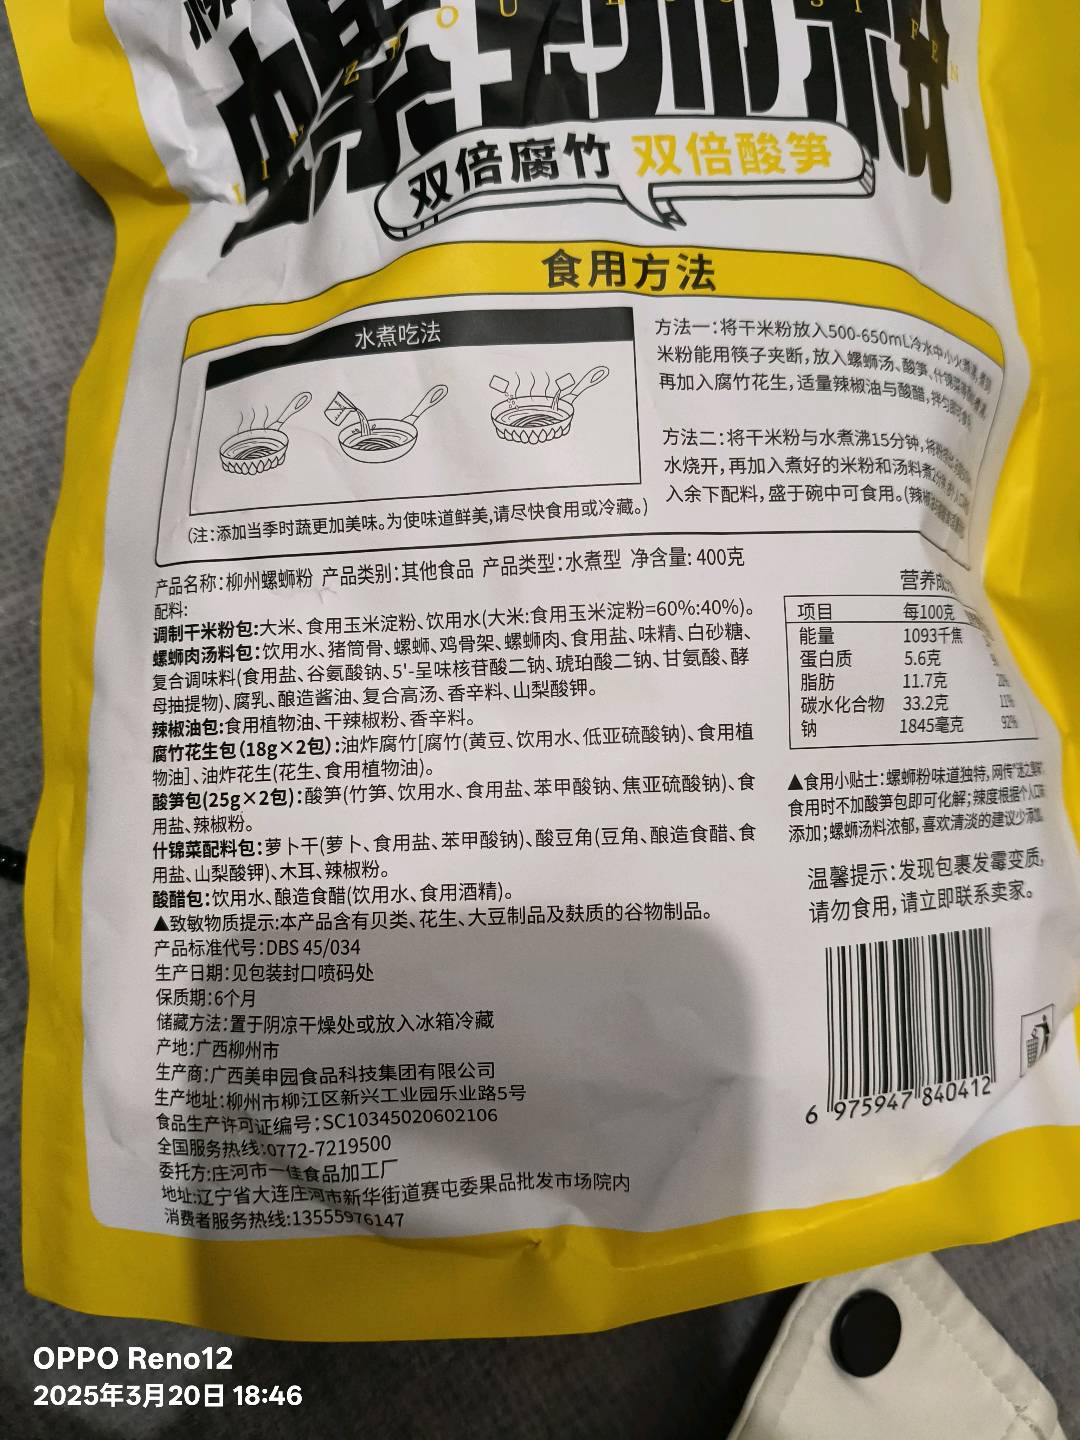 LIUZHOU LUOSIFEN
螺蛳粉
双倍腐竹 双倍酸笋
食用方法
水煮吃法
方法一:将干米粉放入500-650mL冷水中小火煮
米粉能用筷子夹断,放入螺蛳汤、酸笋、什锦菜
再加入腐竹花生,适量辣椒油与酸醋,拌匀即可食用
方法二:将干米粉与水煮沸15分钟,将
水烧开,再加入煮好的米粉和汤料煮2分
入余下配料,盛于碗中可食用。(辣椒
(注:添加当季时蔬更加美味。为使味道鲜美,请尽快食用或冷藏。)
产品名称:柳州螺蛳粉 产品类别:其他食品 产品类型:水煮型 净含量: 400克
配料:
调制干米粉包:大米、食用玉米淀粉、饮用水(大米:食用玉米淀粉=60%:40%)。
螺蛳肉汤料包:饮用水、猪筒骨、螺蛳、鸡骨架、螺蛳肉、食用盐、味精、白砂糖、
复合调味料(食用盐、谷氨酸钠、5'-呈味核苷酸二钠、琥珀酸二钠、甘氨酸、酵
母抽提物)、腐乳、酿造酱油、复合高汤、香辛料、山梨酸钾。
辣椒油包:食用植物油、干辣椒粉、香辛料。
腐竹花生包(18g×2包):油炸腐竹[腐竹(黄豆、饮用水、低亚硫酸钠)、食用植
物油]、油炸花生(花生、食用植物油)。
酸笋包(25g×2包):酸笋(竹笋、饮用水、食用盐、苯甲酸钠、焦亚硫酸钠)、食
用盐、辣椒粉。
什锦菜配料包:萝卜干(萝卜、食用盐、苯甲酸钠)、酸豆角(豆角、酿造食醋、食
用盐、山梨酸钾)、木耳、辣椒粉。
酸醋包:饮用水、酿造食醋(饮用水、食用酒精)。
▲致敏物质提示:本产品含有贝类、花生、大豆制品及麸质的谷物制品。
产品标准代号:DBS 45/034
生产日期:见包装封口喷码处
保质期:6个月
储藏方法:置于阴凉干燥处或放入冰箱冷藏
产地:广西柳州市
生产商:广西美申园食品科技集团有限公司
生产地址:柳州市柳江区新兴工业园乐业路5号
食品生产许可证编号:SC10345020602106
全国服务热线:0772-7219500
委托方:庄河市一佳食品加工厂
地址:辽宁省大连庄河市新华街道赛屯委果品批发市场院内
消费者服务热线:13555976147
营养成
项目 每100克
能量 1093千焦
蛋白质 5.6克
脂肪 11.7克 20%
碳水化合物 33.2克 11%
钠 1845毫克 92%
▲食用小贴士:螺蛳粉味道独特,网传"迷之臭味
食用时不加酸笋包即可化解;辣度根据个人口味
添加;螺蛳汤料浓郁,喜欢清淡的建议少添加
温馨提示:发现包裹发霉变质,
请勿食用,请立即联系卖家。
6 975947 840412
OPPO Reno12
2025年3月20日 18:46